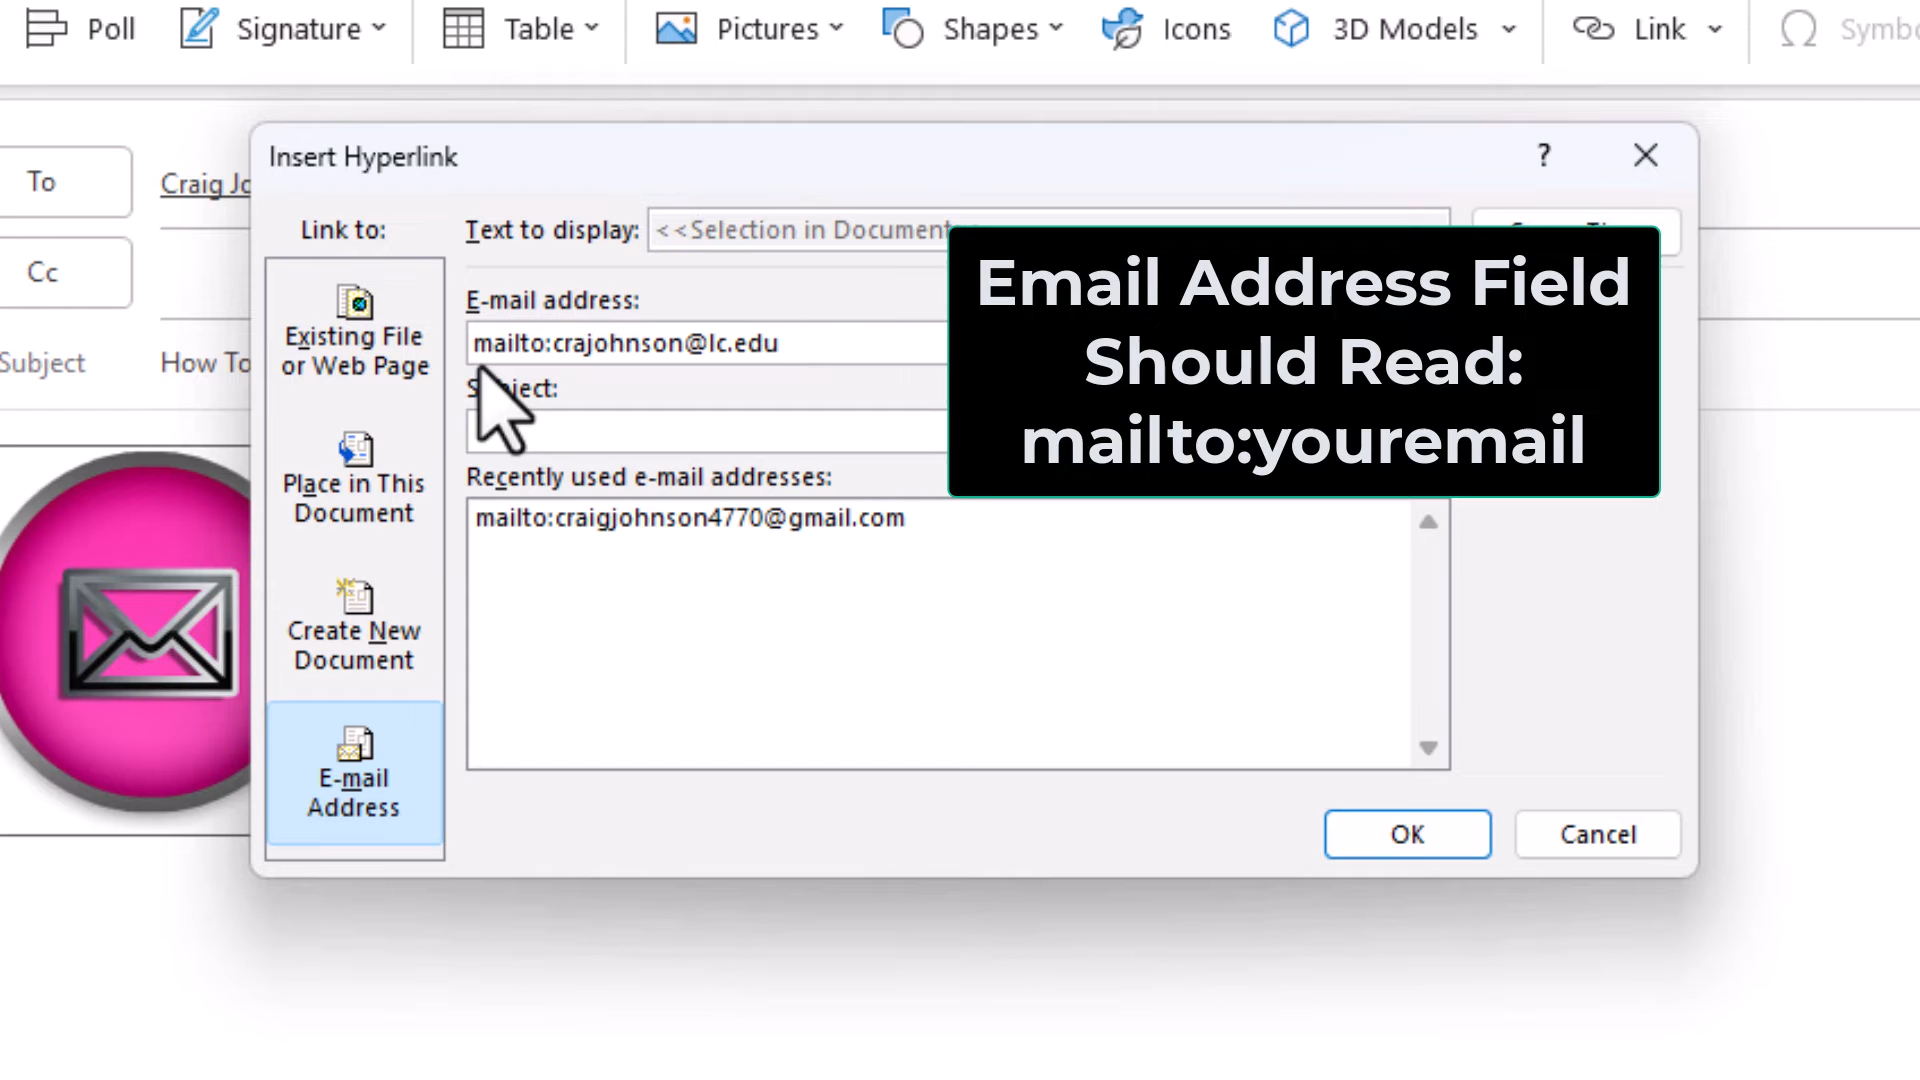 Poll Signature Table Pictures Shapes Icons 3D Models Link
Insert Hyperlink ?
To
Craig
Link to:
Text to display: <<Selection in Document
Cc
Email Address Field
Should Read:
mailto:youremail
E-mail address:
Existing File
or Web Page
mailto:crajohnson@lc.edu
Subject How To
Place in This
Document
Recently used e-mail addresses:
mailto:craigjohnson4770@gmail.com
Create New
Document
E-mail
Address
OK Cancel